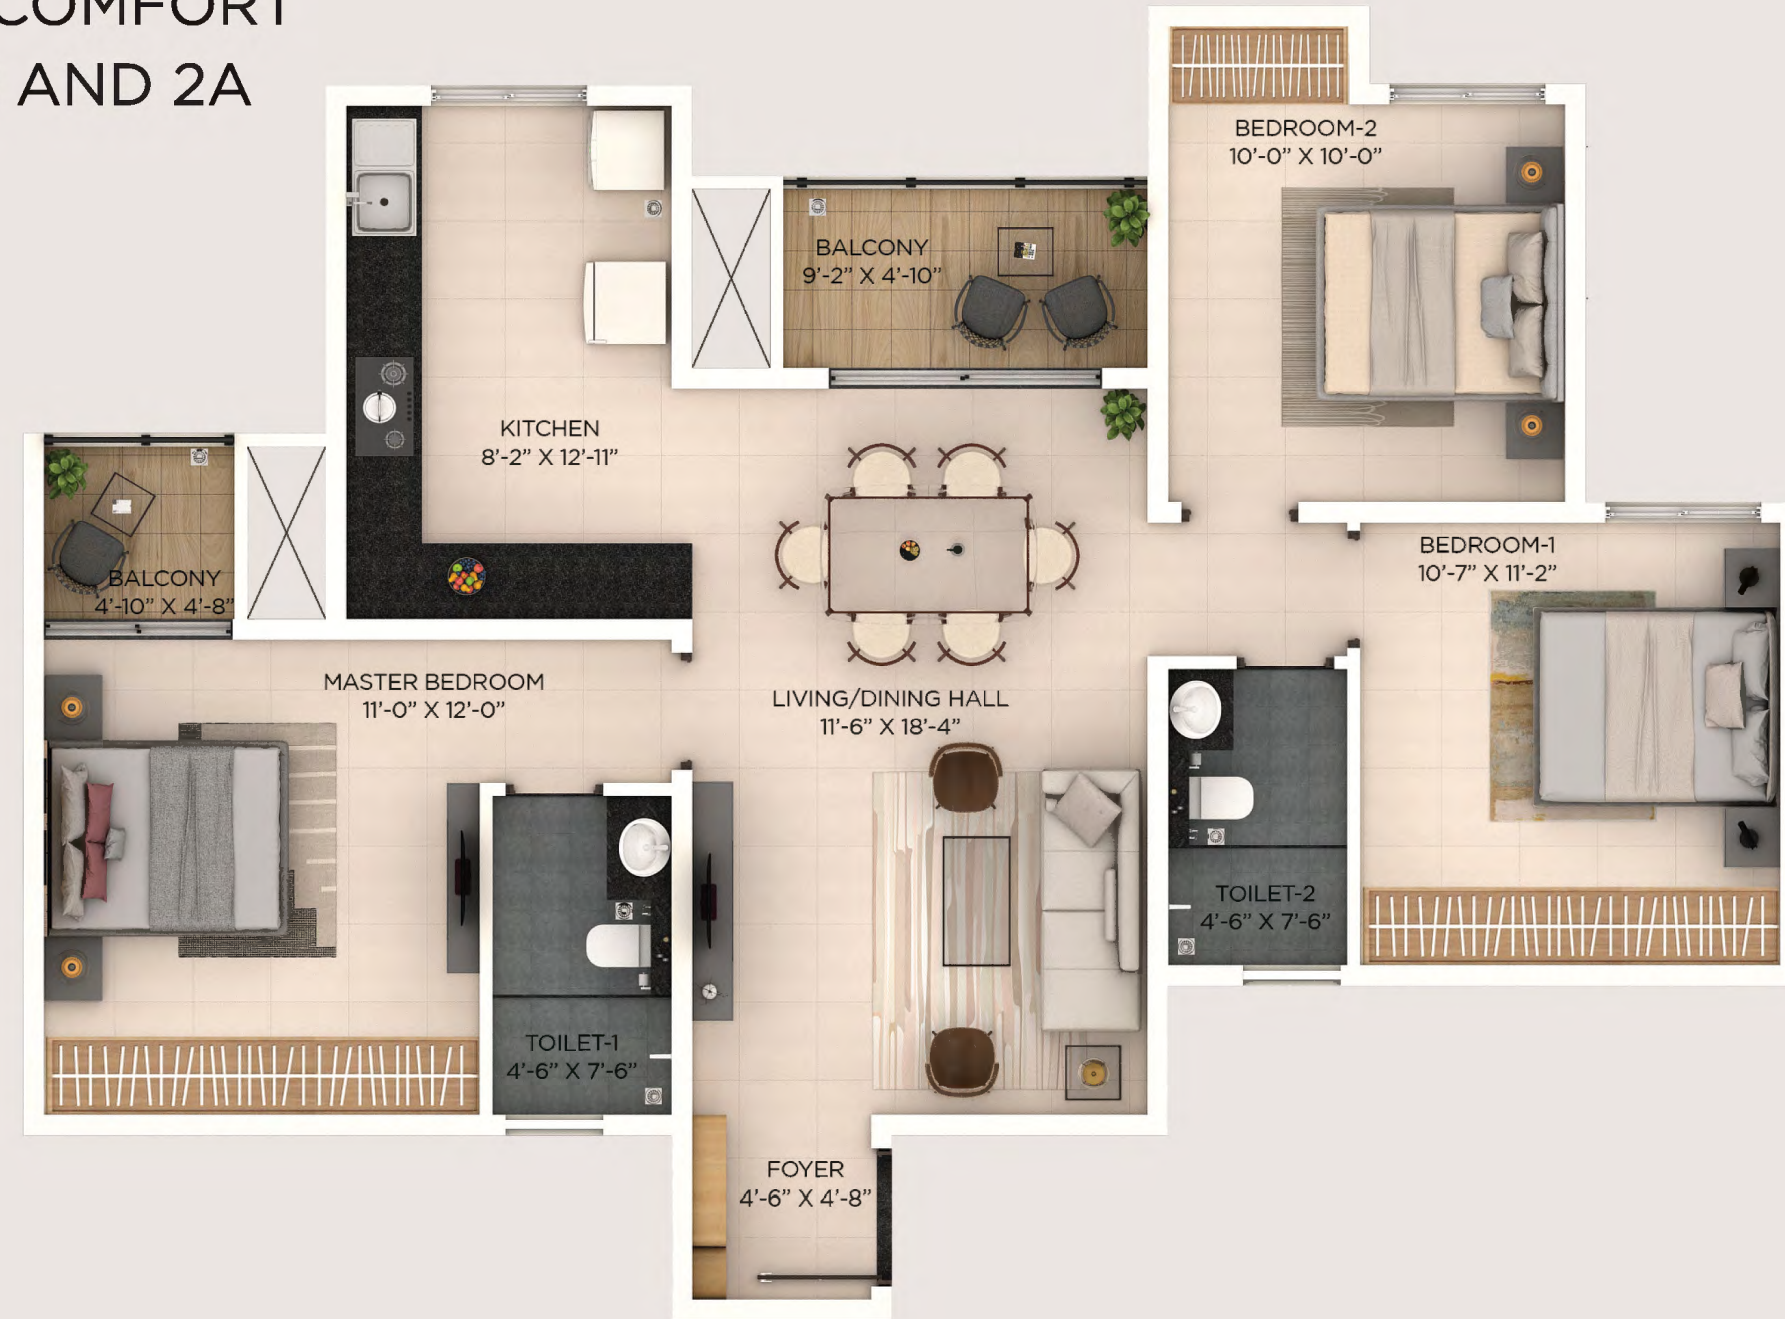 COMFORT
AND 2A
BEDROOM-2
10'-0” X 10'-0”
BALCONY
9'-2” X 4'-10”
KITCHEN
8'-2” X 12'-11”
BEDROOM-1
10'-7” X 11'-2”
BALCONY
4'-10” X 4'-8”
MASTER BEDROOM
11'-0” X 12'-0”
LIVING/DINING HALL
11'-6” X 18'-4”
TOILET-2
4'-6” X 7'-6”
TOILET-1
4'-6” X 7'-6”
FOYER
4'-6” X 4'-8”